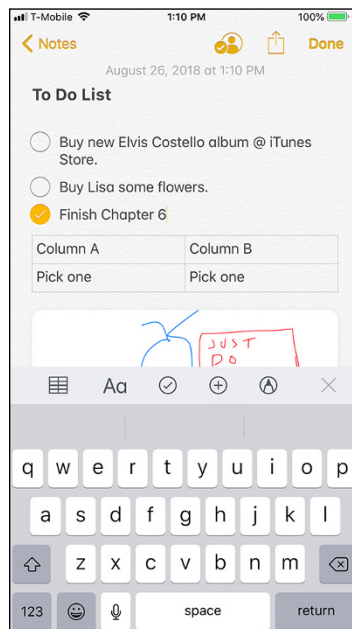 T-Mobile 1:10 PM 100%
Notes Done
August 26, 2018 at 1:10 PM
To Do List
Buy new Elvis Costello album @ iTunes
Store.
Buy Lisa some flowers.
Finish Chapter 6
Column A Column B
Pick one Pick one
JUST
DO
Aa
q w e r t y u i o p
a s d f g h j k l
z x c v b n m
123 space return